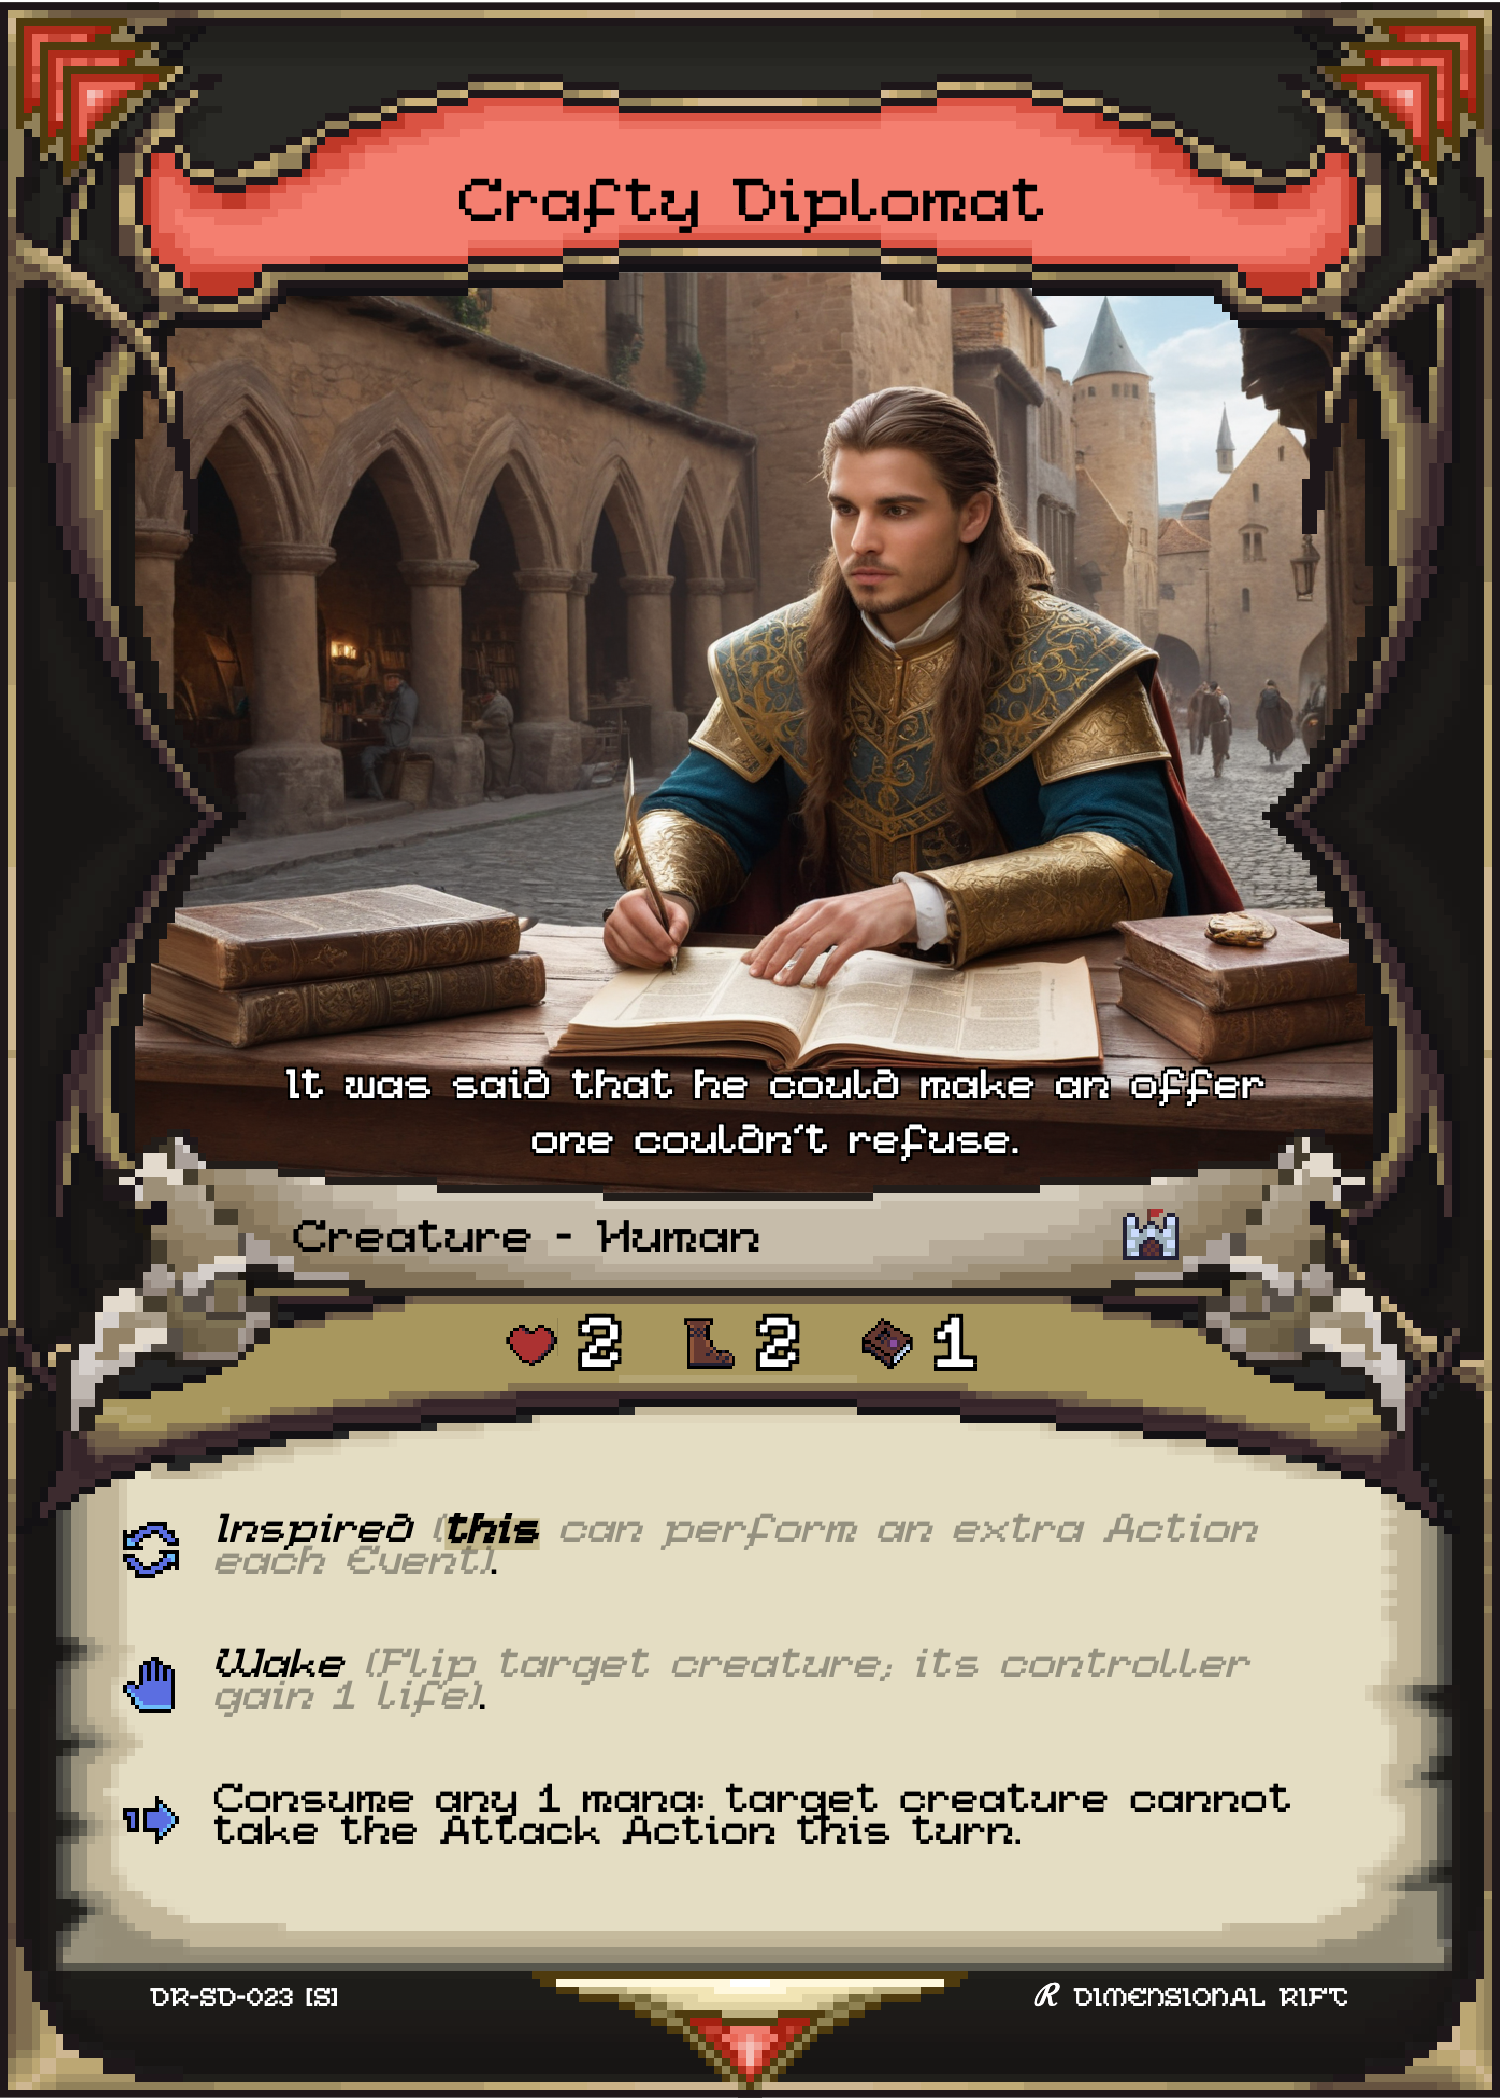 Crafty Diplomat
It was said that he could make an offer
one couldn't refuse.
Creature - Human
2 2 1
Inspired (this can perform an extra Action
each Event).
Wake (Flip target creature; its controller
gain 1 life).
1
Consume any 1 mana: target creature cannot
take the Attack Action this turn.
DR-SD-023 [S]
R DIMENSIONAL RIFT